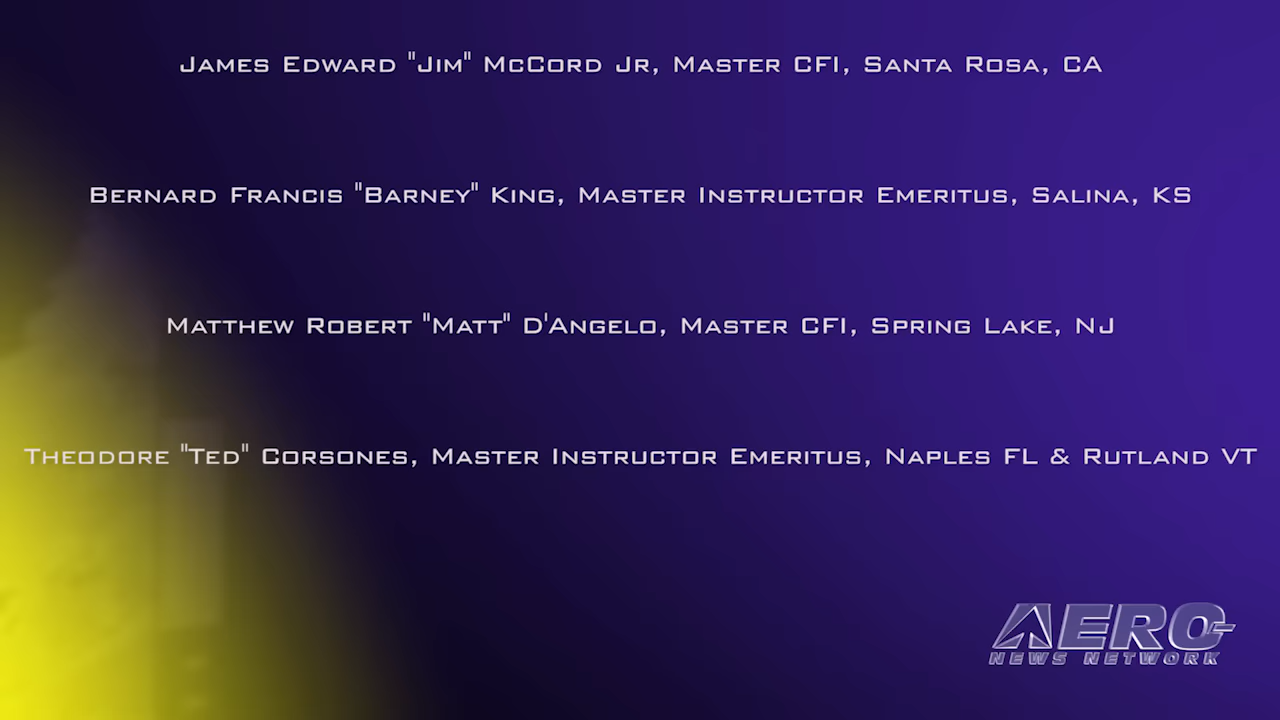 James Edward "Jim" McCord Jr, Master CFI, Santa Rosa, CA
Bernard Francis "Barney" King, Master Instructor Emeritus, Salina, KS
Matthew Robert "Matt" D'Angelo, Master CFI, Spring Lake, NJ
Theodore "Ted" Corsones, Master Instructor Emeritus, Naples FL & Rutland VT
AERO
NEWS NETWORK